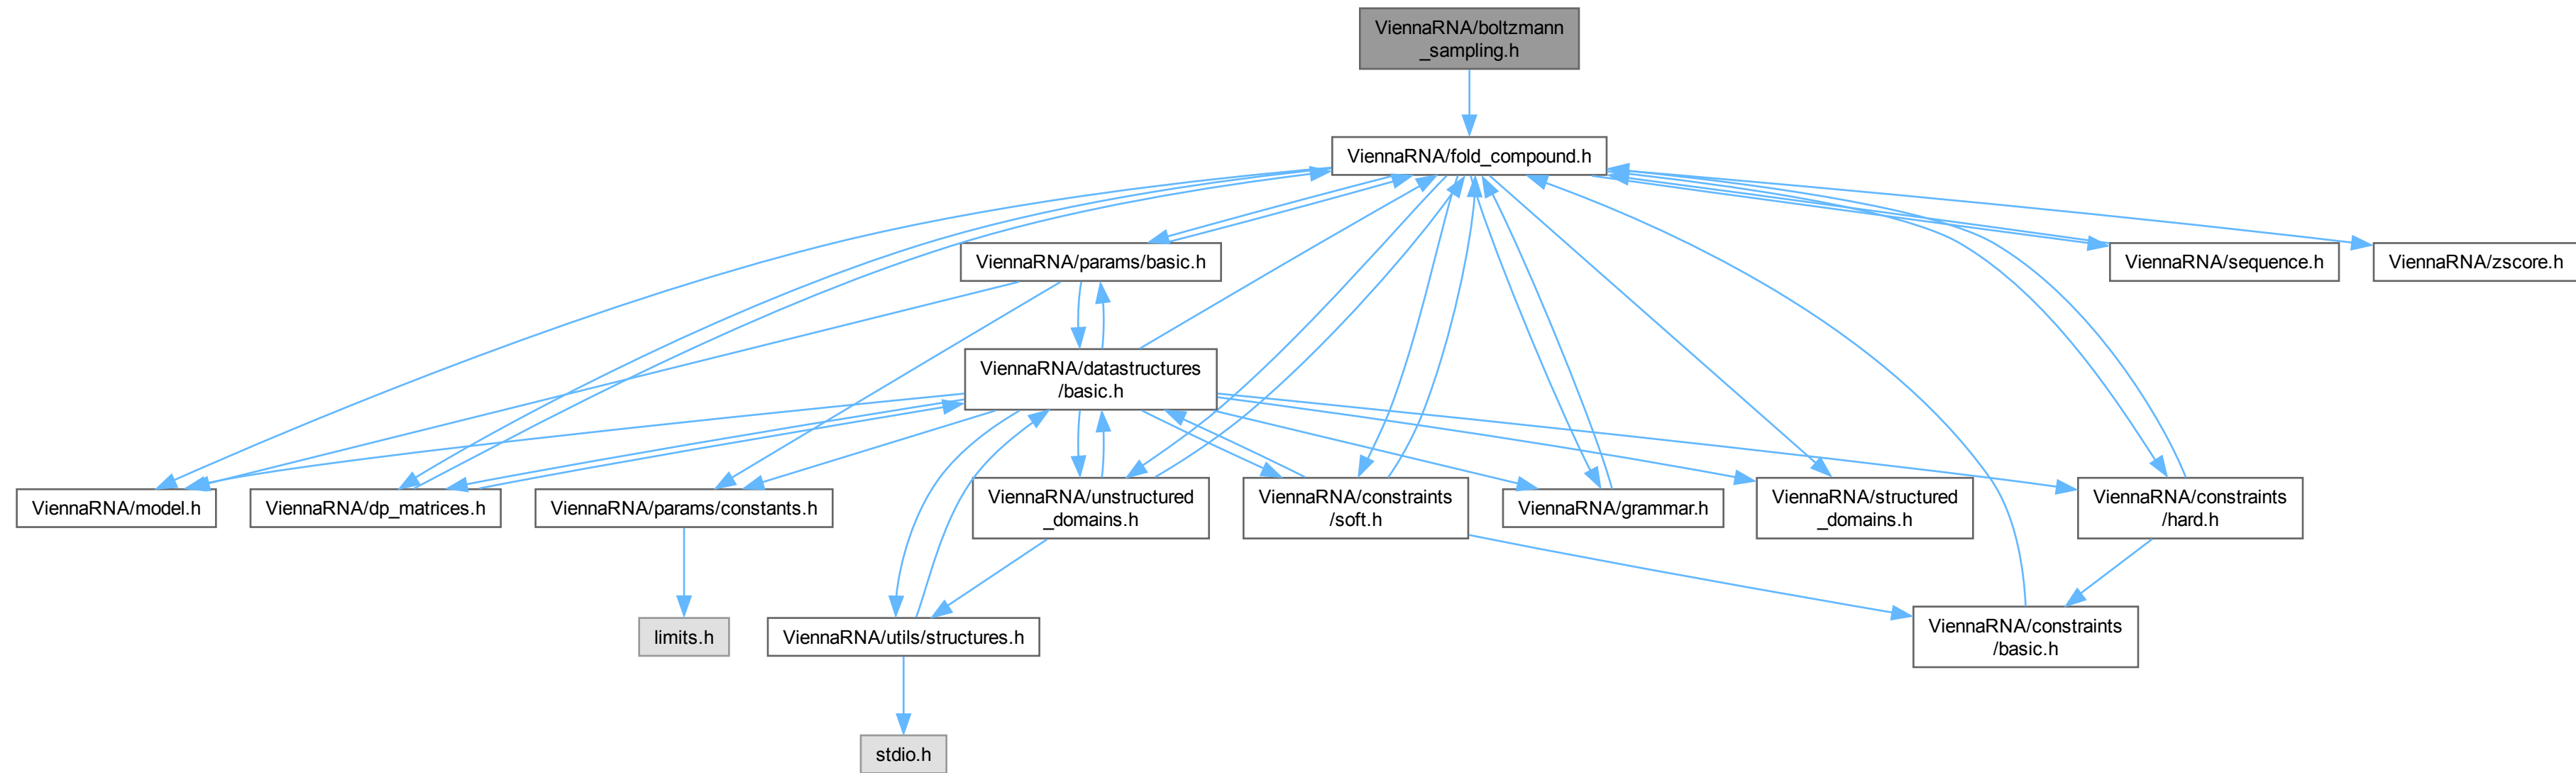 ViennaRNA/boltzmann
_sampling.h
ViennaRNA/fold_compound.h
ViennaRNA/params/basic.h
ViennaRNA/sequence.h
ViennaRNA/zscore.h
ViennaRNA/datastructures
/basic.h
ViennaRNA/model.h
ViennaRNA/dp_matrices.h
ViennaRNA/params/constants.h
ViennaRNA/unstructured
_domains.h
ViennaRNA/constraints
/soft.h
ViennaRNA/grammar.h
ViennaRNA/structured
_domains.h
ViennaRNA/constraints
/hard.h
limits.h
ViennaRNA/utils/structures.h
ViennaRNA/constraints
/basic.h
stdio.h